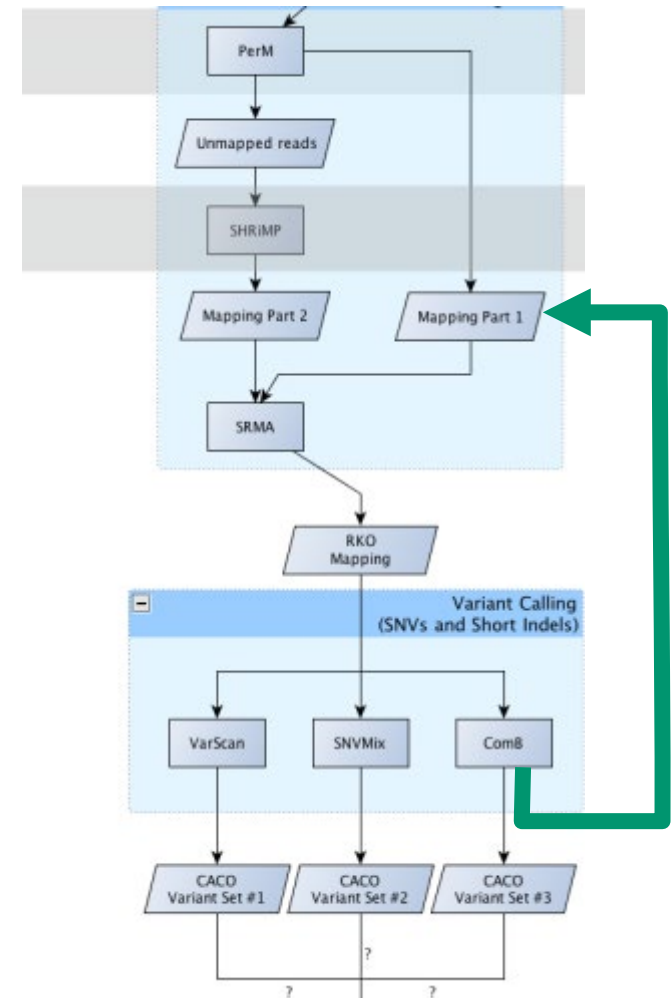 PerM
Unmapped reads
SHRiMP
Mapping Part 2
Mapping Part 1
SRMA
RKO
Mapping
Variant Calling
(SNVs and Short Indels)
VarScan
SNVMix
ComB
CACO
Variant Set #1
CACO
Variant Set #2
CACO
Variant Set #3
?
?
?